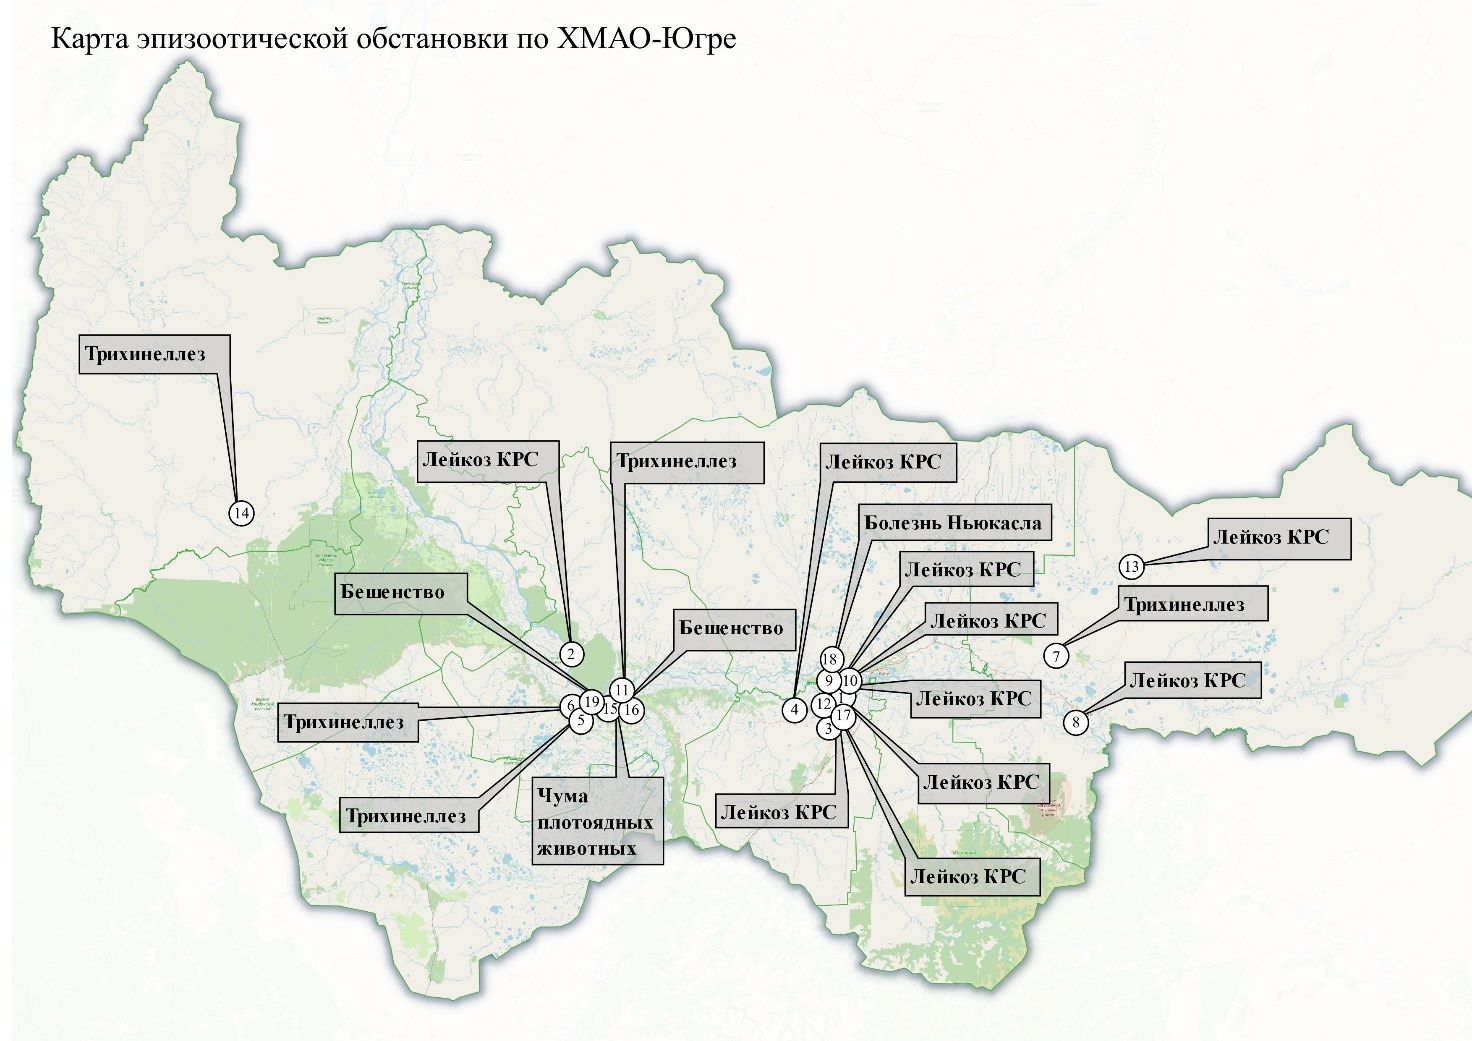 Карта эпизоотической обстановки по ХМАО-Югре
Трихинеллез
14
Лейкоз КРС
Трихинеллез
Лейкоз КРС
Болезнь Ньюкасла
Лейкоз КРС
13
Лейкоз КРС
Бешенство
Трихинеллез
Лейкоз КРС
Бешенство
2
18
7
9
10
Лейкоз КРС
11
6
19
15
16
5
4
12
1
17
3
Лейкоз КРС
8
Трихинеллез
Лейкоз КРС
Трихинеллез
Чума
плотоядных
животных
Лейкоз КРС
Лейкоз КРС